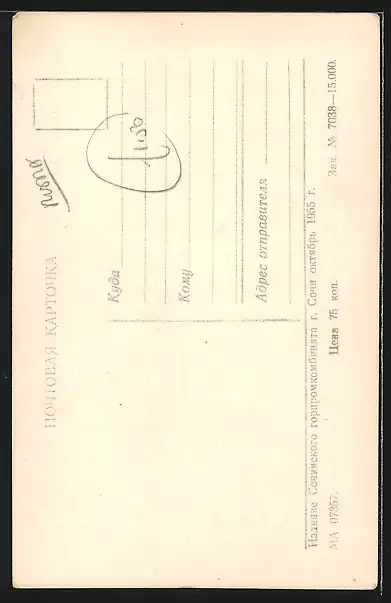 ПОЧТОВАЯ КАРТОЧКА
Куда
Кому
Адрес отправителя
Издание Сочинского горпромкомбината г. Сочи октябрь 1955 г.
МА 07357.
Цена 75 коп.
Зак. № 7038—15.000.